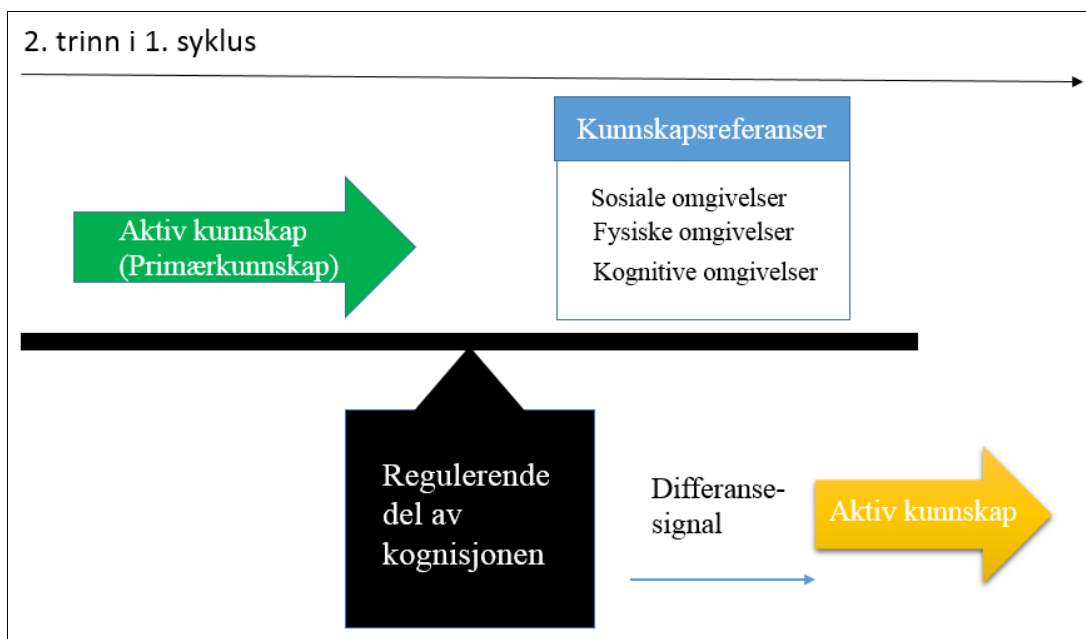 2. trinn i 1. syklus
Kunnskapsreferanser
Sosiale omgivelser
Fysiske omgivelser
Kognitive omgivelser
Aktiv kunnskap
(Primærkunnskap)
Regulerende
del av
kognisjonen
Differanse-
signal
Aktiv kunnskap